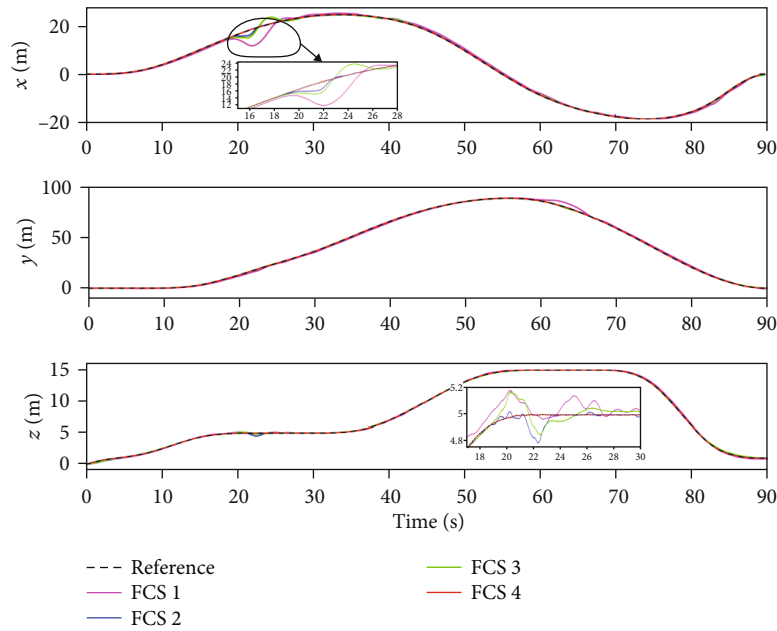 x (m)
20
0
−20
24
22
20
18
16
14
12
16 18 20 22 24 26 28
0 10 20 30 40 50 60 70 80 90
y (m)
100
50
0
0 10 20 30 40 50 60 70 80 90
z (m)
15
10
5
0
5.2
5
4.8
18 20 22 24 26 28 30
0 10 20 30 40 50 60 70 80 90
Time (s)
Reference
FCS 1
FCS 2
FCS 3
FCS 4